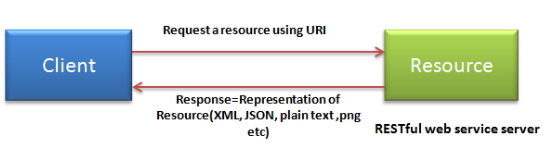 Request a resource using URI
Client
Resource
Response=Representation of
Resource(XML, JSON, plain text ,png
etc)
RESTful web service server